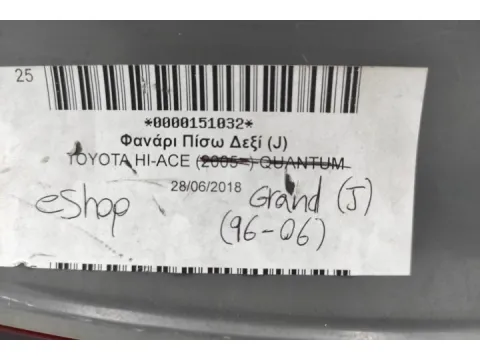 25
*0000151032*
Φανάρι Πίσω Δεξί (J)
TOYOTA HI-ACE (2005-) QUANTUM
28/06/2018
eshop
Grand (J)
(96-06)